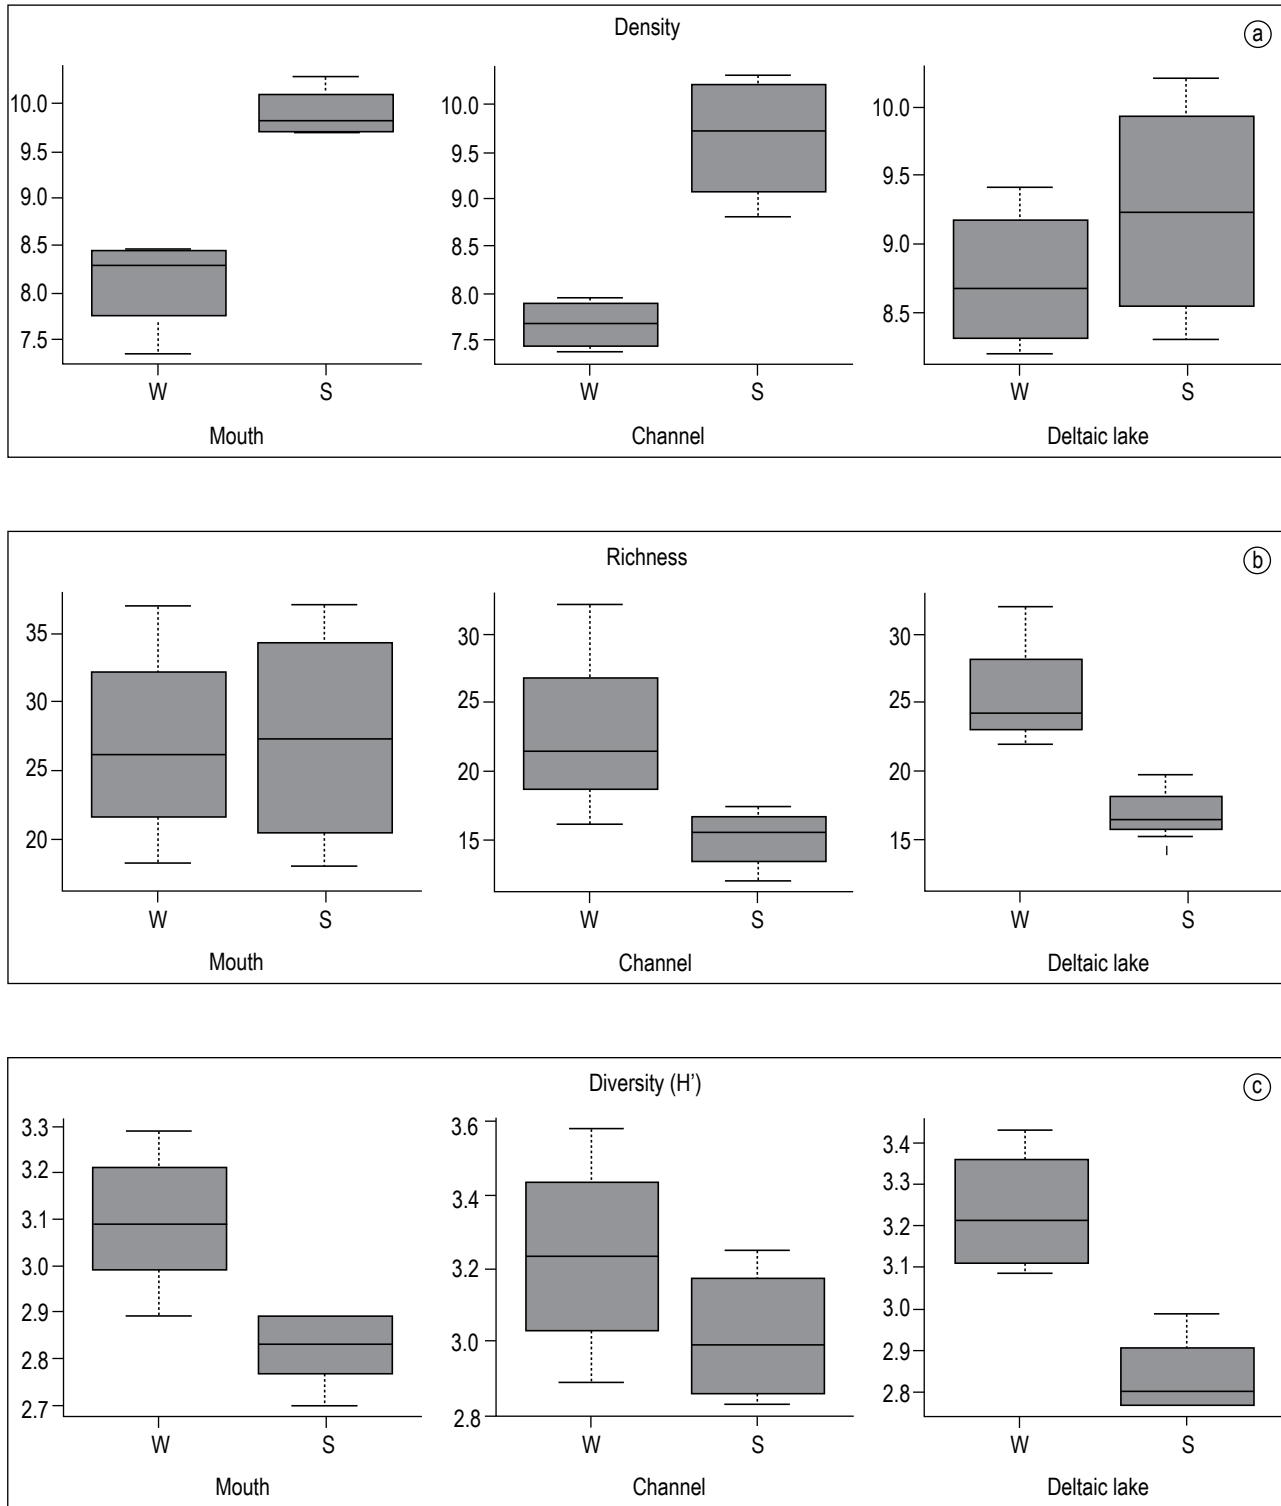 Density
a
10.0
9.5
9.0
8.5
8.0
7.5
W S
Mouth
10.0
9.5
9.0
8.5
8.0
7.5
W S
Channel
10.0
9.5
9.0
8.5
W S
Deltaic lake
Richness
b
35
30
25
20
W S
Mouth
30
25
20
15
W S
Channel
30
25
20
15
W S
Deltaic lake
Diversity (H’)
c
3.3
3.2
3.1
3.0
2.9
2.8
2.7
W S
Mouth
3.6
3.4
3.2
3.0
2.8
W S
Channel
3.4
3.3
3.2
3.1
3.0
2.9
2.8
W S
Deltaic lake